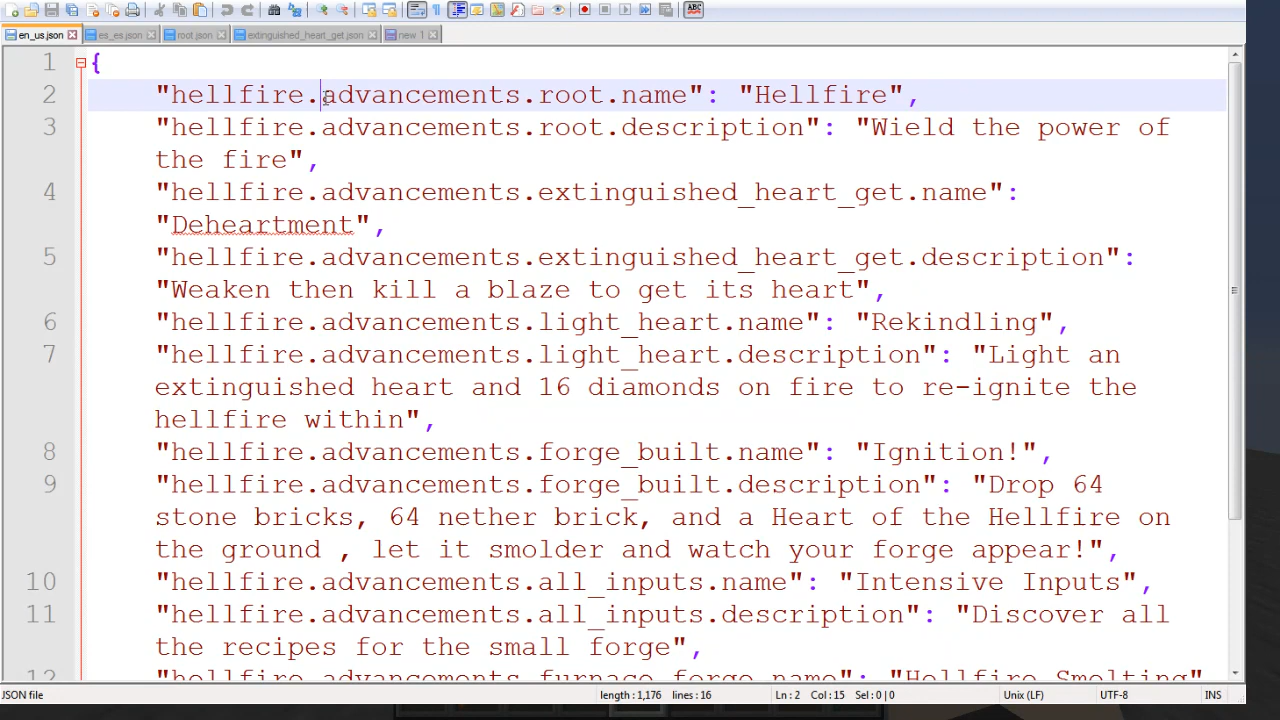 en_us.json es_es.json root.json extinguished_heart_get.json new 1
1 {
2 "hellfire.advancements.root.name": "Hellfire",
3 "hellfire.advancements.root.description": "Wield the power of
the fire",
4 "hellfire.advancements.extinguished_heart_get.name":
"Deheartment",
5 "hellfire.advancements.extinguished_heart_get.description":
"Weaken then kill a blaze to get its heart",
6 "hellfire.advancements.light_heart.name": "Rekindling",
7 "hellfire.advancements.light_heart.description": "Light an
extinguished heart and 16 diamonds on fire to re-ignite the
hellfire within",
8 "hellfire.advancements.forge_built.name": "Ignition!",
9 "hellfire.advancements.forge_built.description": "Drop 64
stone bricks, 64 nether brick, and a Heart of the Hellfire on
the ground , let it smolder and watch your forge appear!",
10 "hellfire.advancements.all_inputs.name": "Intensive Inputs",
11 "hellfire.advancements.all_inputs.description": "Discover all
the recipes for the small forge",
12 "hellfire.advancements.furnace_forge.name": "Hellfire Smelting"
JSON file length : 1,176 lines : 16 Ln : 2 Col : 15 Sel : 0 | 0 Unix (LF) UTF-8 INS